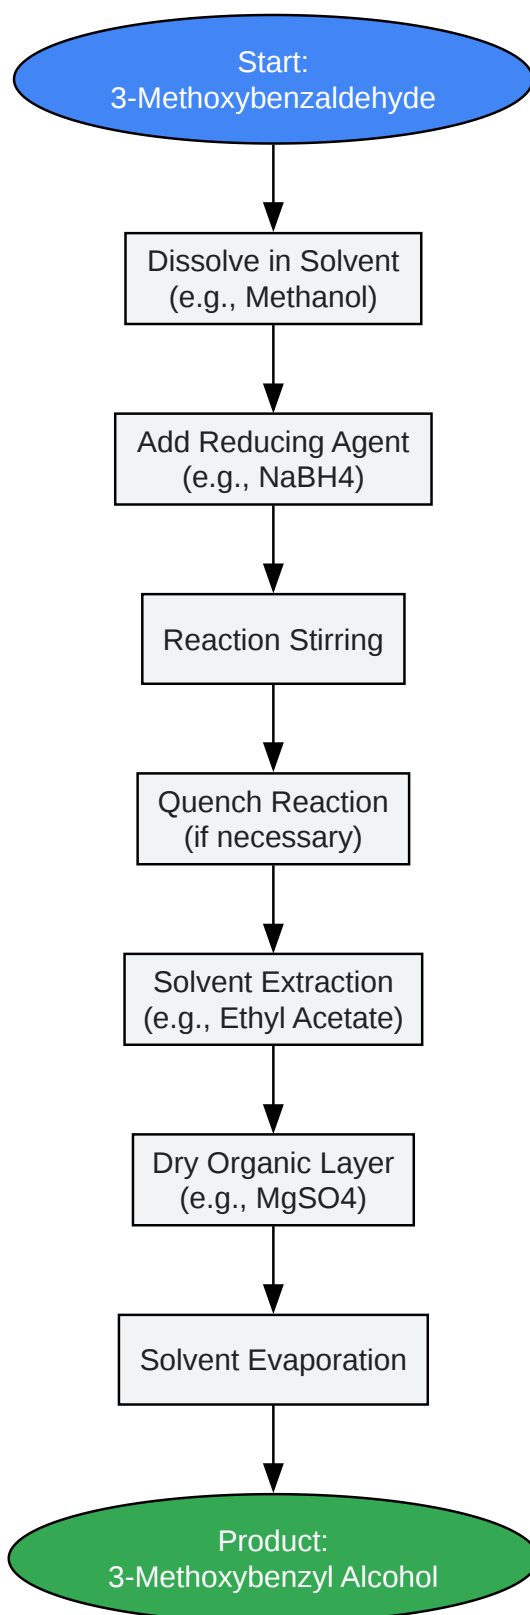 Start:
3-Methoxybenzaldehyde
Dissolve in Solvent
(e.g., Methanol)
Add Reducing Agent
(e.g., NaBH4)
Reaction Stirring
Quench Reaction
(if necessary)
Solvent Extraction
(e.g., Ethyl Acetate)
Dry Organic Layer
(e.g., MgSO4)
Solvent Evaporation
Product:
3-Methoxybenzyl Alcohol